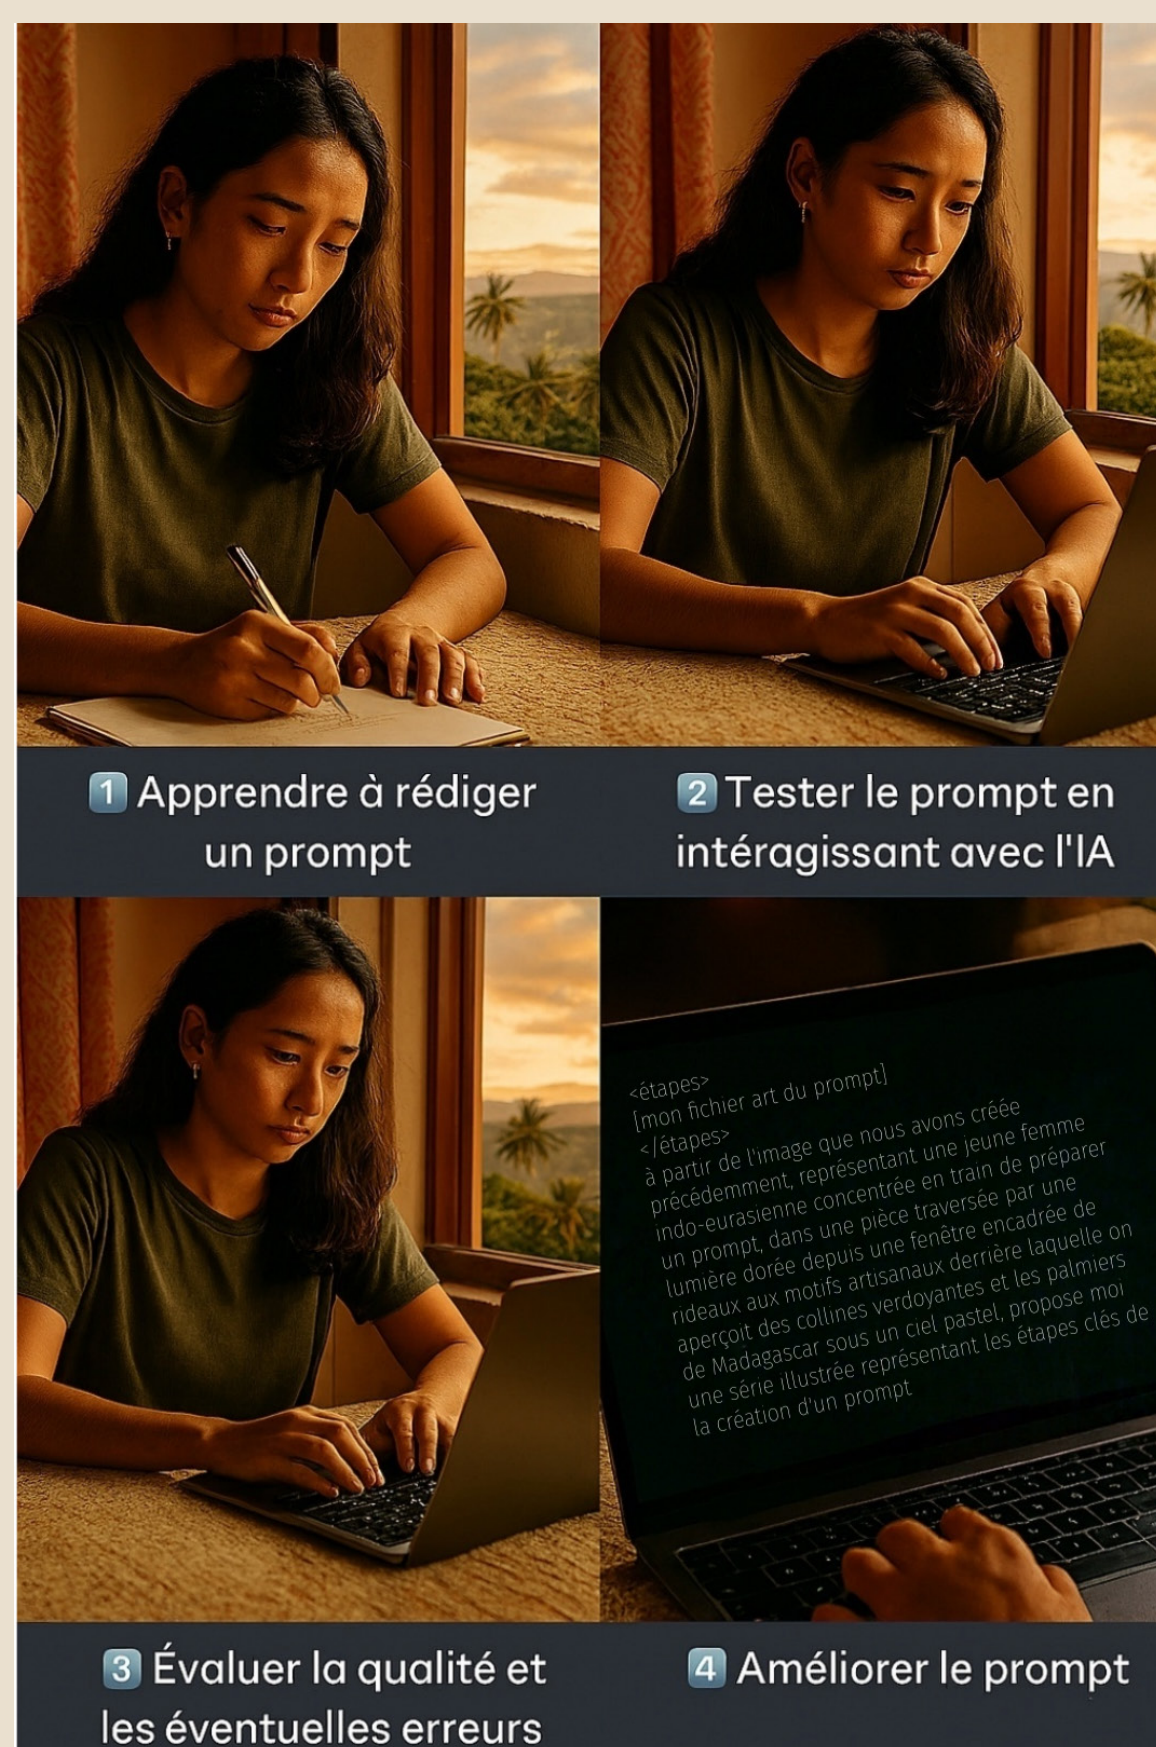 1 Apprendre à rédiger
un prompt
2 Tester le prompt en
intéragissant avec l'IA
<étapes>
[mon fichier art du prompt]
</étapes>
à partir de l'image que nous avons créée
précédemment, représentant une jeune femme
indo-eurasienne concentrée en train de préparer
un prompt, dans une pièce traversée par une
lumière dorée depuis une fenêtre encadrée de
rideaux aux motifs artisanaux derrière laquelle on
aperçoit des collines verdoyantes et les palmiers
de Madagascar sous un ciel pastel, propose moi
une série illustrée représentant les étapes clés de
la création d'un prompt
3 Évaluer la qualité et
les éventuelles erreurs
4 Améliorer le prompt